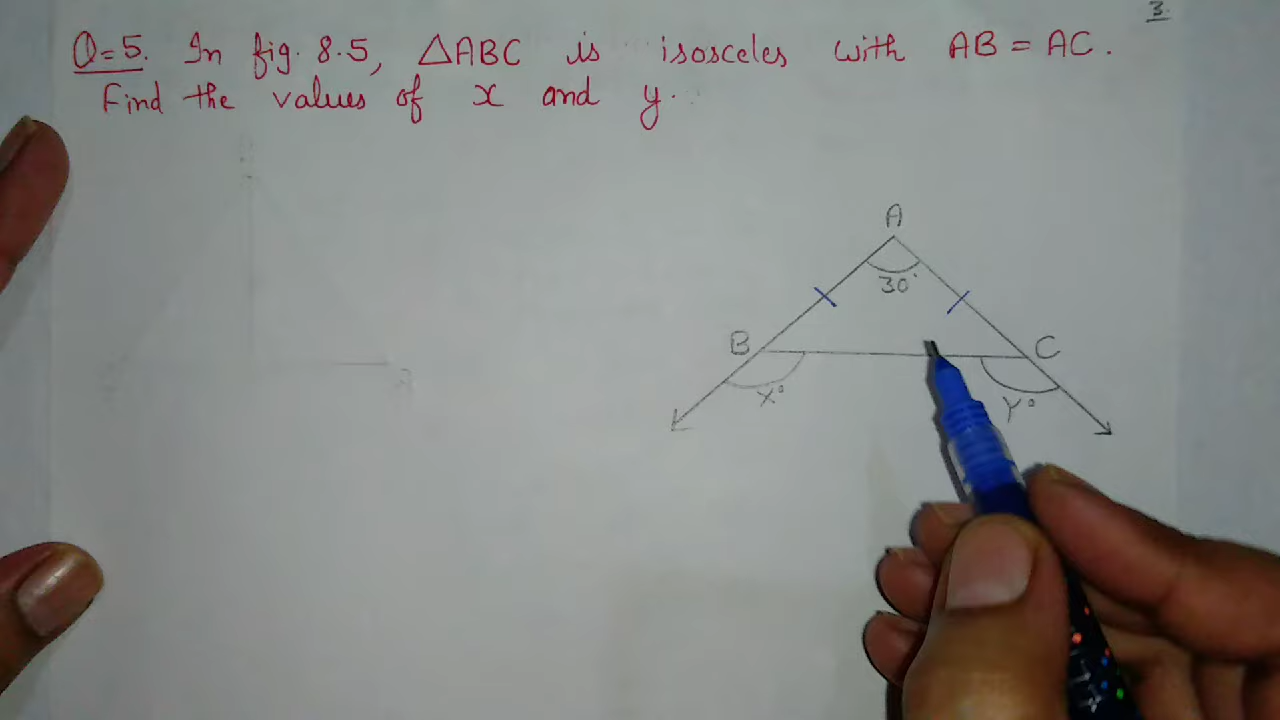 3.
Q=5. In fig. 8.5, △ABC is isosceles with AB = AC.
Find the values of x and y.
A
30°
B
C
X°
Y°